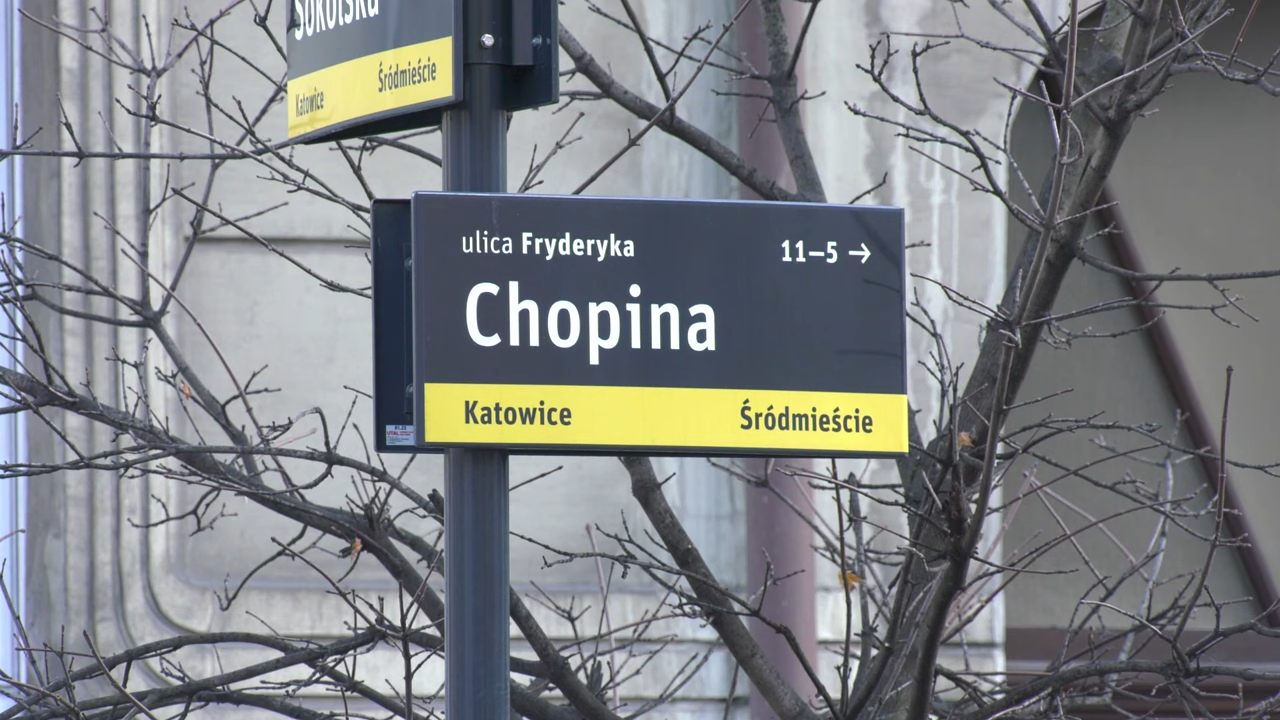 Sokolska
Katowice Śródmieście
ulica Fryderyka 11–5 →
Chopina
Katowice Śródmieście